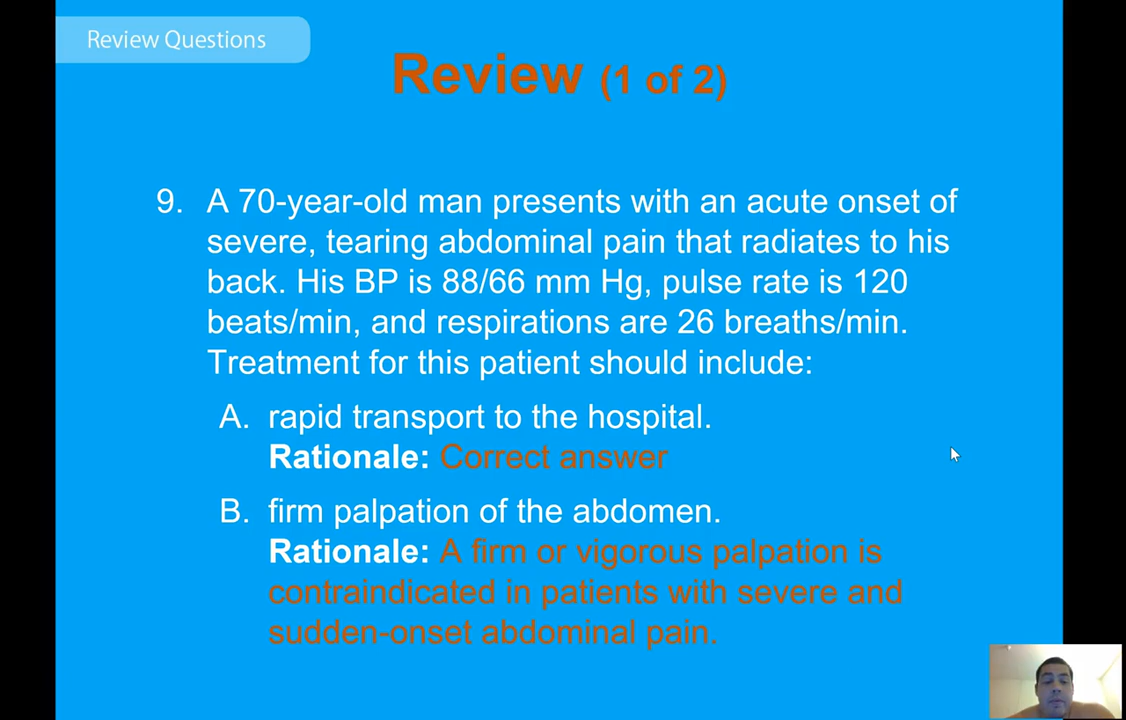 Review Questions
Review (1 of 2)
9. A 70-year-old man presents with an acute onset of
severe, tearing abdominal pain that radiates to his
back. His BP is 88/66 mm Hg, pulse rate is 120
beats/min, and respirations are 26 breaths/min.
Treatment for this patient should include:
A. rapid transport to the hospital.
Rationale: Correct answer
B. firm palpation of the abdomen.
Rationale: A firm or vigorous palpation is
contraindicated in patients with severe and
sudden-onset abdominal pain.